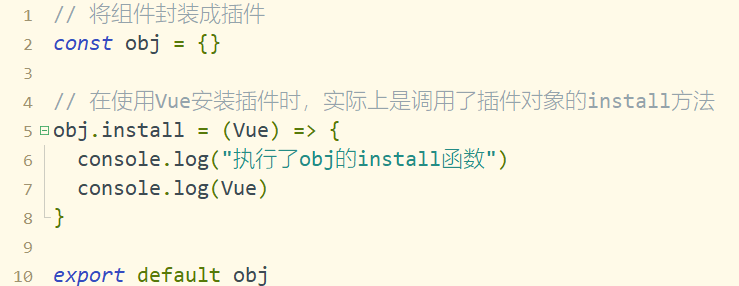 1 // 将组件封装成插件
2 const obj = {}
3
4 // 在使用Vue安装插件时，实际上是调用了插件对象的install方法
5 obj.install = (Vue) => {
6   console.log("执行了obj的install函数")
7   console.log(Vue)
8 }
9
10 export default obj